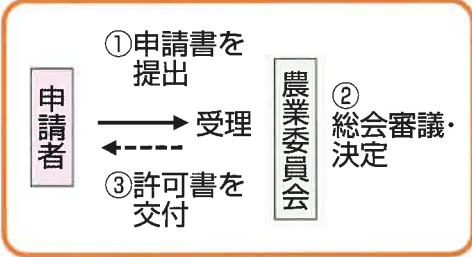 ①申請書を
提出
申請者
受理
③許可書を
交付
農業委員会
②
総会審議・
決定